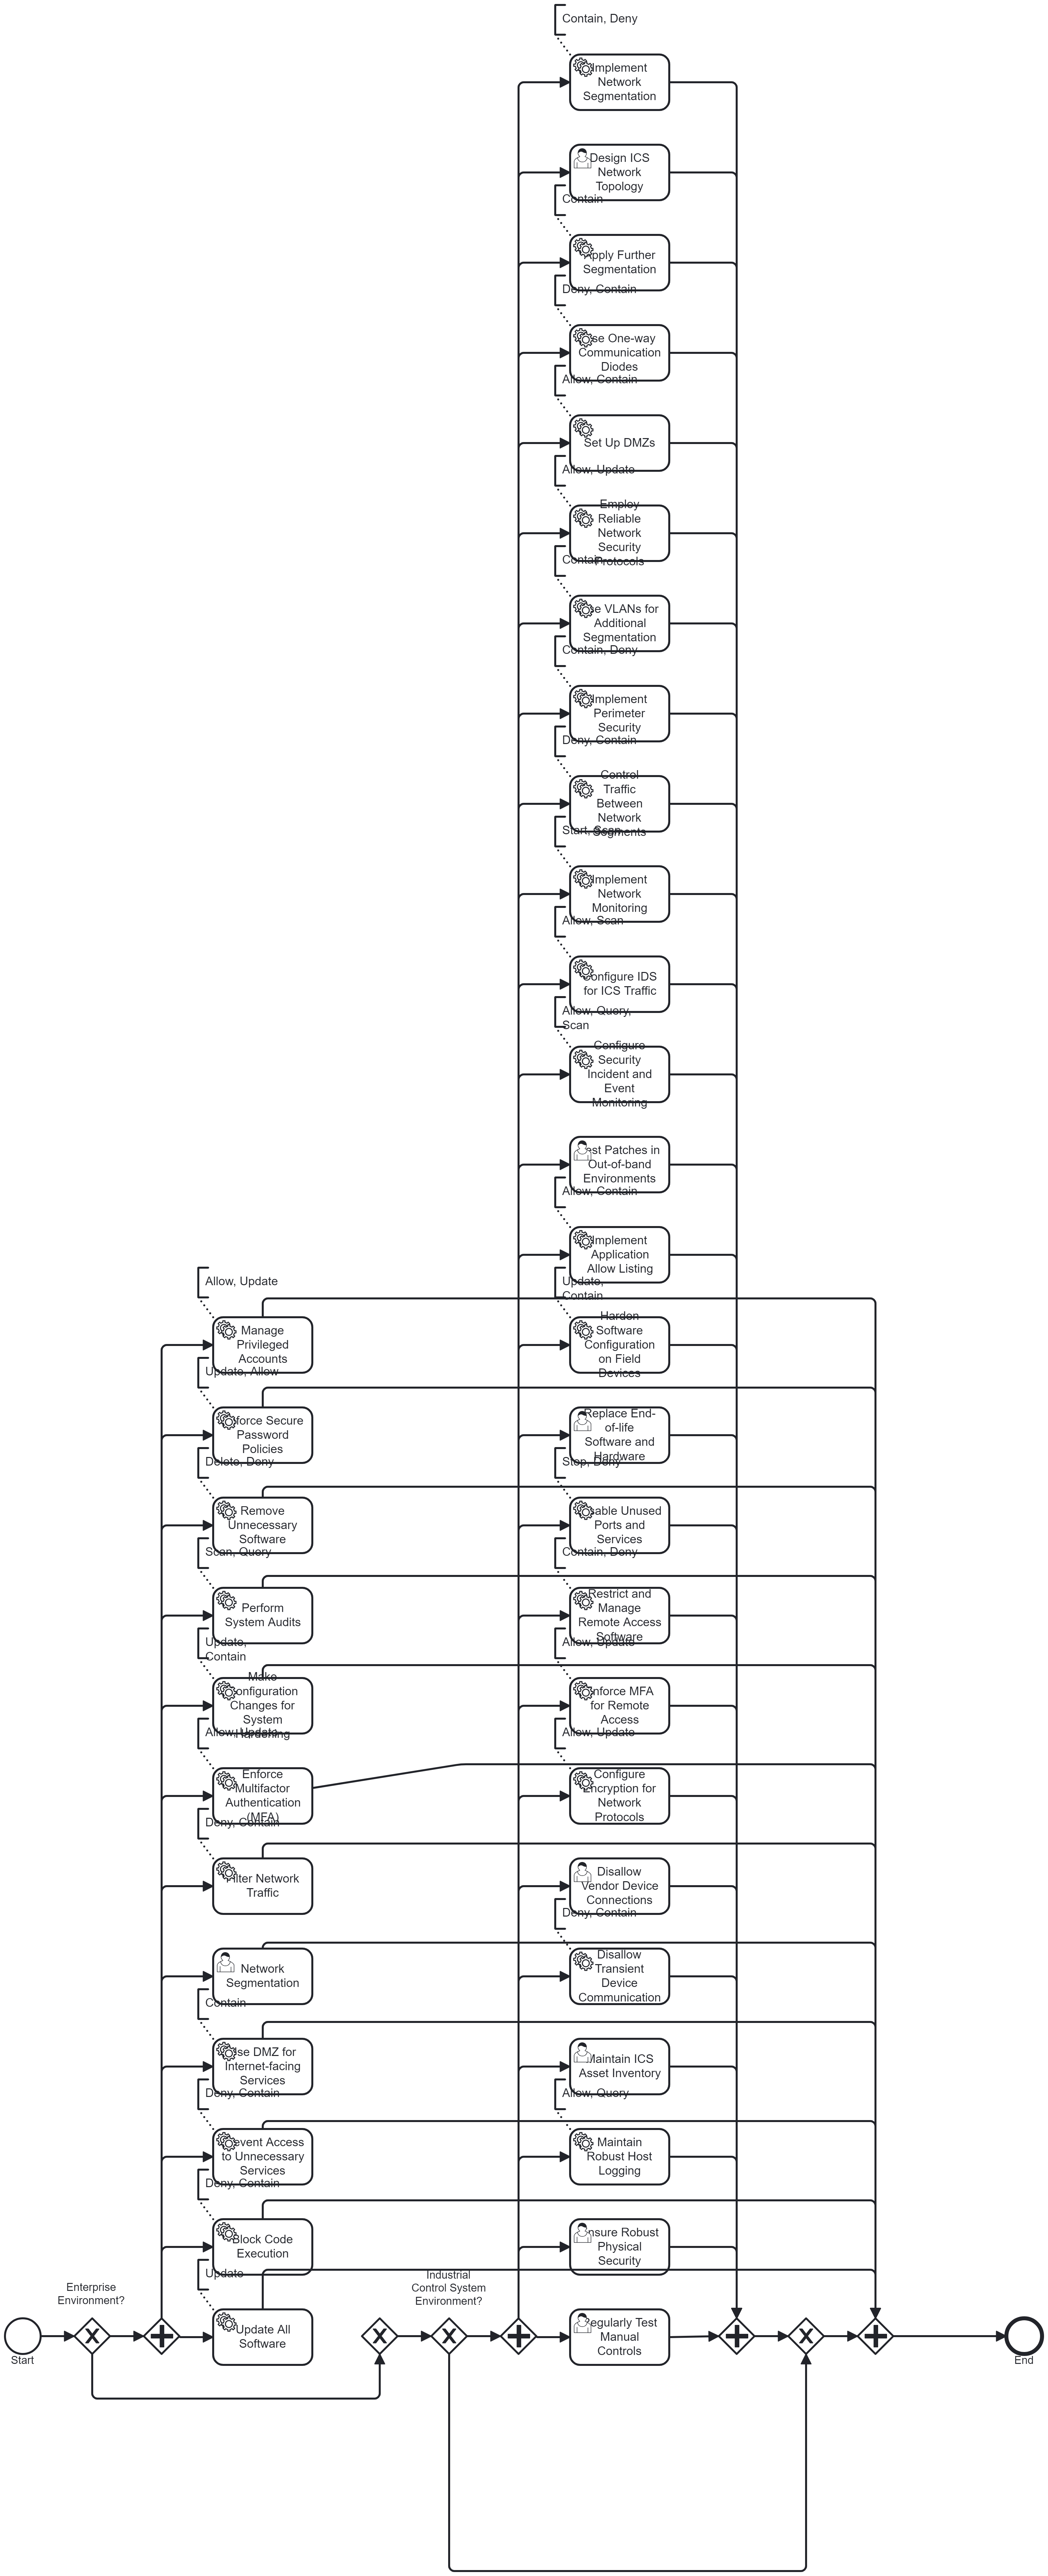 Contain, Deny
Implement
Network
Segmentation
Design ICS
Network
Topology
Contain
Apply Further
Segmentation
Deny, Contain
Use One-way
Communication
Diodes
Allow, Contain
Set Up DMZs
Allow, Update
Employ
Reliable
Network
Security
Protocols
Contain
Use VLANs for
Additional
Segmentation
Contain, Deny
Implement
Perimeter
Security
Deny, Contain
Control
Traffic
Between
Network
Segments
Start, Scan
Implement
Network
Monitoring
Allow, Scan
Configure IDS
for ICS Traffic
Allow, Query,
Scan
Configure
Security
Incident and
Event
Monitoring
Test Patches in
Out-of-band
Environments
Allow, Contain
Implement
Application
Allow Listing
Update,
Contain
Harden
Software
Configuration
on Field
Devices
Replace End-
of-life
Software and
Hardware
Stop, Deny
Disable Unused
Ports and
Services
Contain, Deny
Restrict and
Manage
Remote Access
Software
Allow, Update
Enforce MFA
for Remote
Access
Allow, Update
Configure
Encryption for
Network
Protocols
Disallow
Vendor Device
Connections
Deny, Contain
Disallow
Transient
Device
Communication
Maintain ICS
Asset Inventory
Allow, Query
Maintain
Robust Host
Logging
Ensure Robust
Physical
Security
Regularly Test
Manual
Controls
Allow, Update
Manage
Privileged
Accounts
Update, Allow
Enforce Secure
Password
Policies
Delete, Deny
Remove
Unnecessary
Software
Scan, Query
Perform
System Audits
Update,
Contain
Make
Configuration
Changes for
System
Hardening
Allow, Update
Enforce
Multifactor
Authentication
(MFA)
Deny, Contain
Filter Network
Traffic
Network
Segmentation
Contain
Use DMZ for
Internet-facing
Services
Deny, Contain
Prevent Access
to Unnecessary
Services
Deny, Contain
Block Code
Execution
Update
Update All
Software
Enterprise
Environment?
Industrial
Control System
Environment?
Start
End